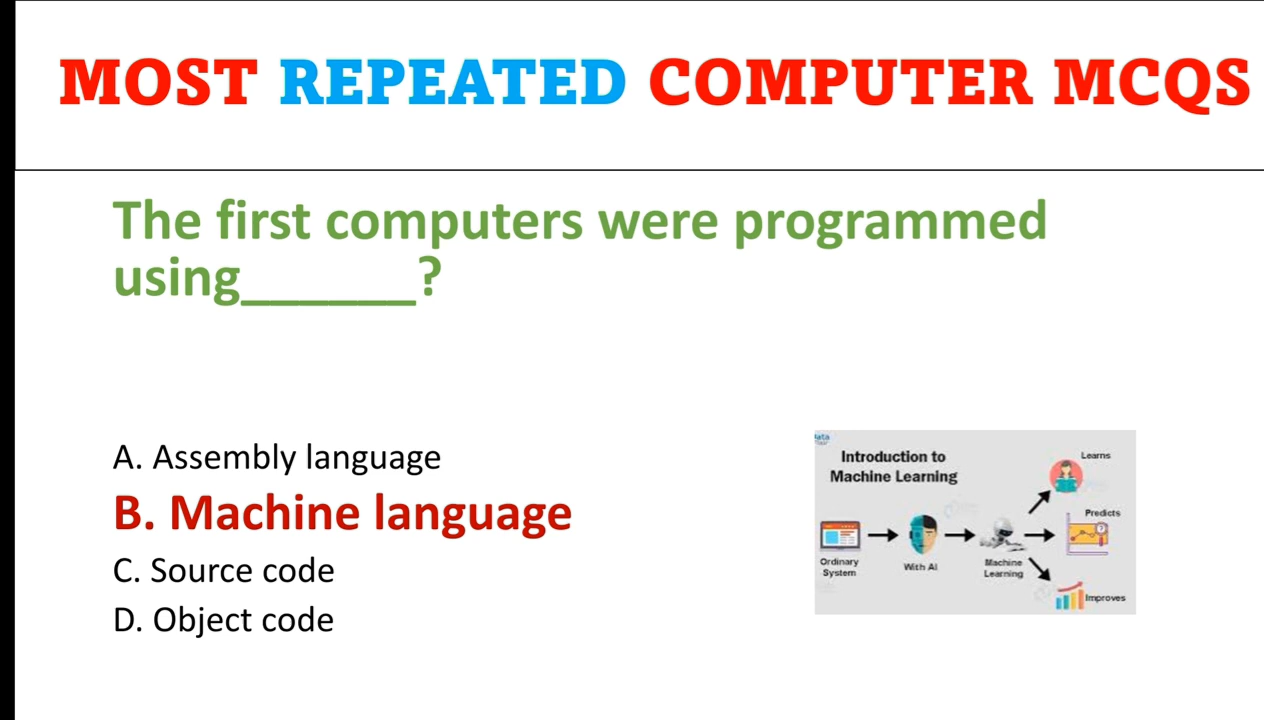 MOST REPEATED COMPUTER MCQS
The first computers were programmed
using______?
A. Assembly language
B. Machine language
C. Source code
D. Object code
Introduction to
Machine Learning
Learns
Predicts
Ordinary
System
With AI
Machine
Learning
Improves